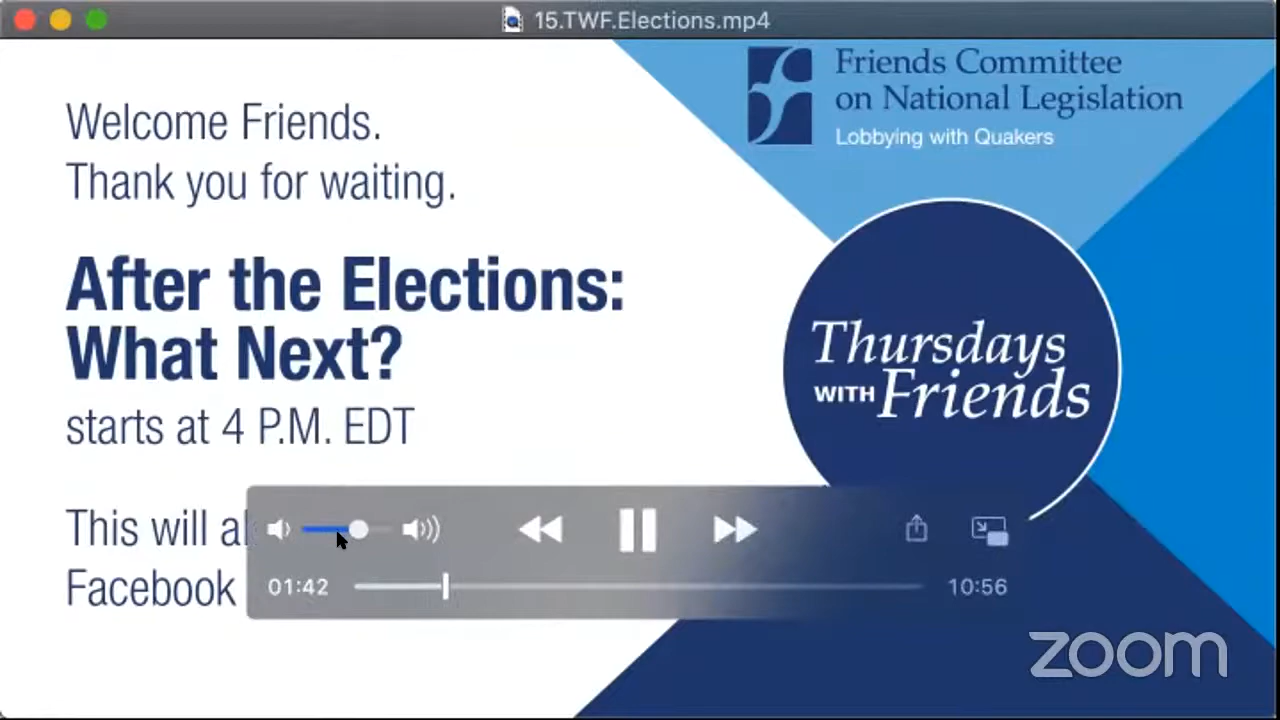 15.TWF.Elections.mp4
Friends Committee
on National Legislation
Lobbying with Quakers
Welcome Friends.
Thank you for waiting.
After the Elections:
What Next?
starts at 4 P.M. EDT
Thursdays
WITH Friends
This will al
Facebook
01:42
10:56
zoom